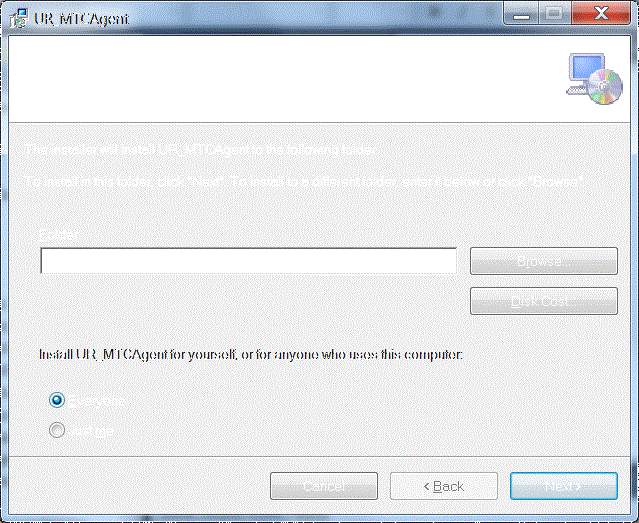 UR_MTCAgent
The installer will install UR_MTCAgent to the following folder.
To install in this folder, click "Next". To install to a different folder, enter it below or click "Browse".
Folder:
Browse...
Disk Cost...
Install UR_MTCAgent for yourself, or for anyone who uses this computer:
Everyone
Just me
Cancel
< Back
Next >